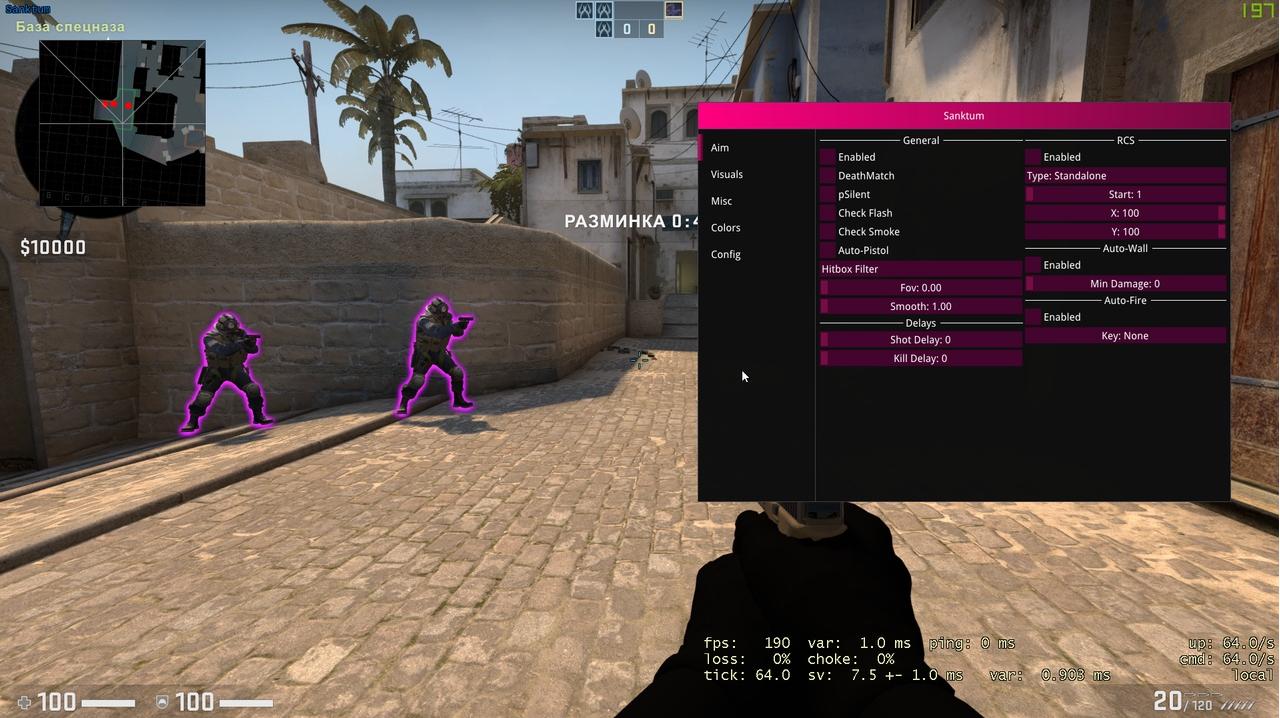 Sanktum
База спецназа
197
0 0
Sanktum
Aim
Visuals
Misc
Colors
Config
General
Enabled
DeathMatch
pSilent
Check Flash
Check Smoke
Auto-Pistol
Hitbox Filter
Fov: 0.00
Smooth: 1.00
Delays
Shot Delay: 0
Kill Delay: 0
RCS
Enabled
Type: Standalone
Start: 1
X: 100
Y: 100
Auto-Wall
Enabled
Min Damage: 0
Auto-Fire
Enabled
Key: None
РАЗМИНКА 0:4
$10000
fps: 190 var: 1.0 ms ping: 0 ms
loss: 0% choke: 0%
tick: 64.0 sv: 7.5 +- 1.0 ms var: 0.903 ms
up: 64.0/s
cmd: 64.0/s
local
100 100
20/120